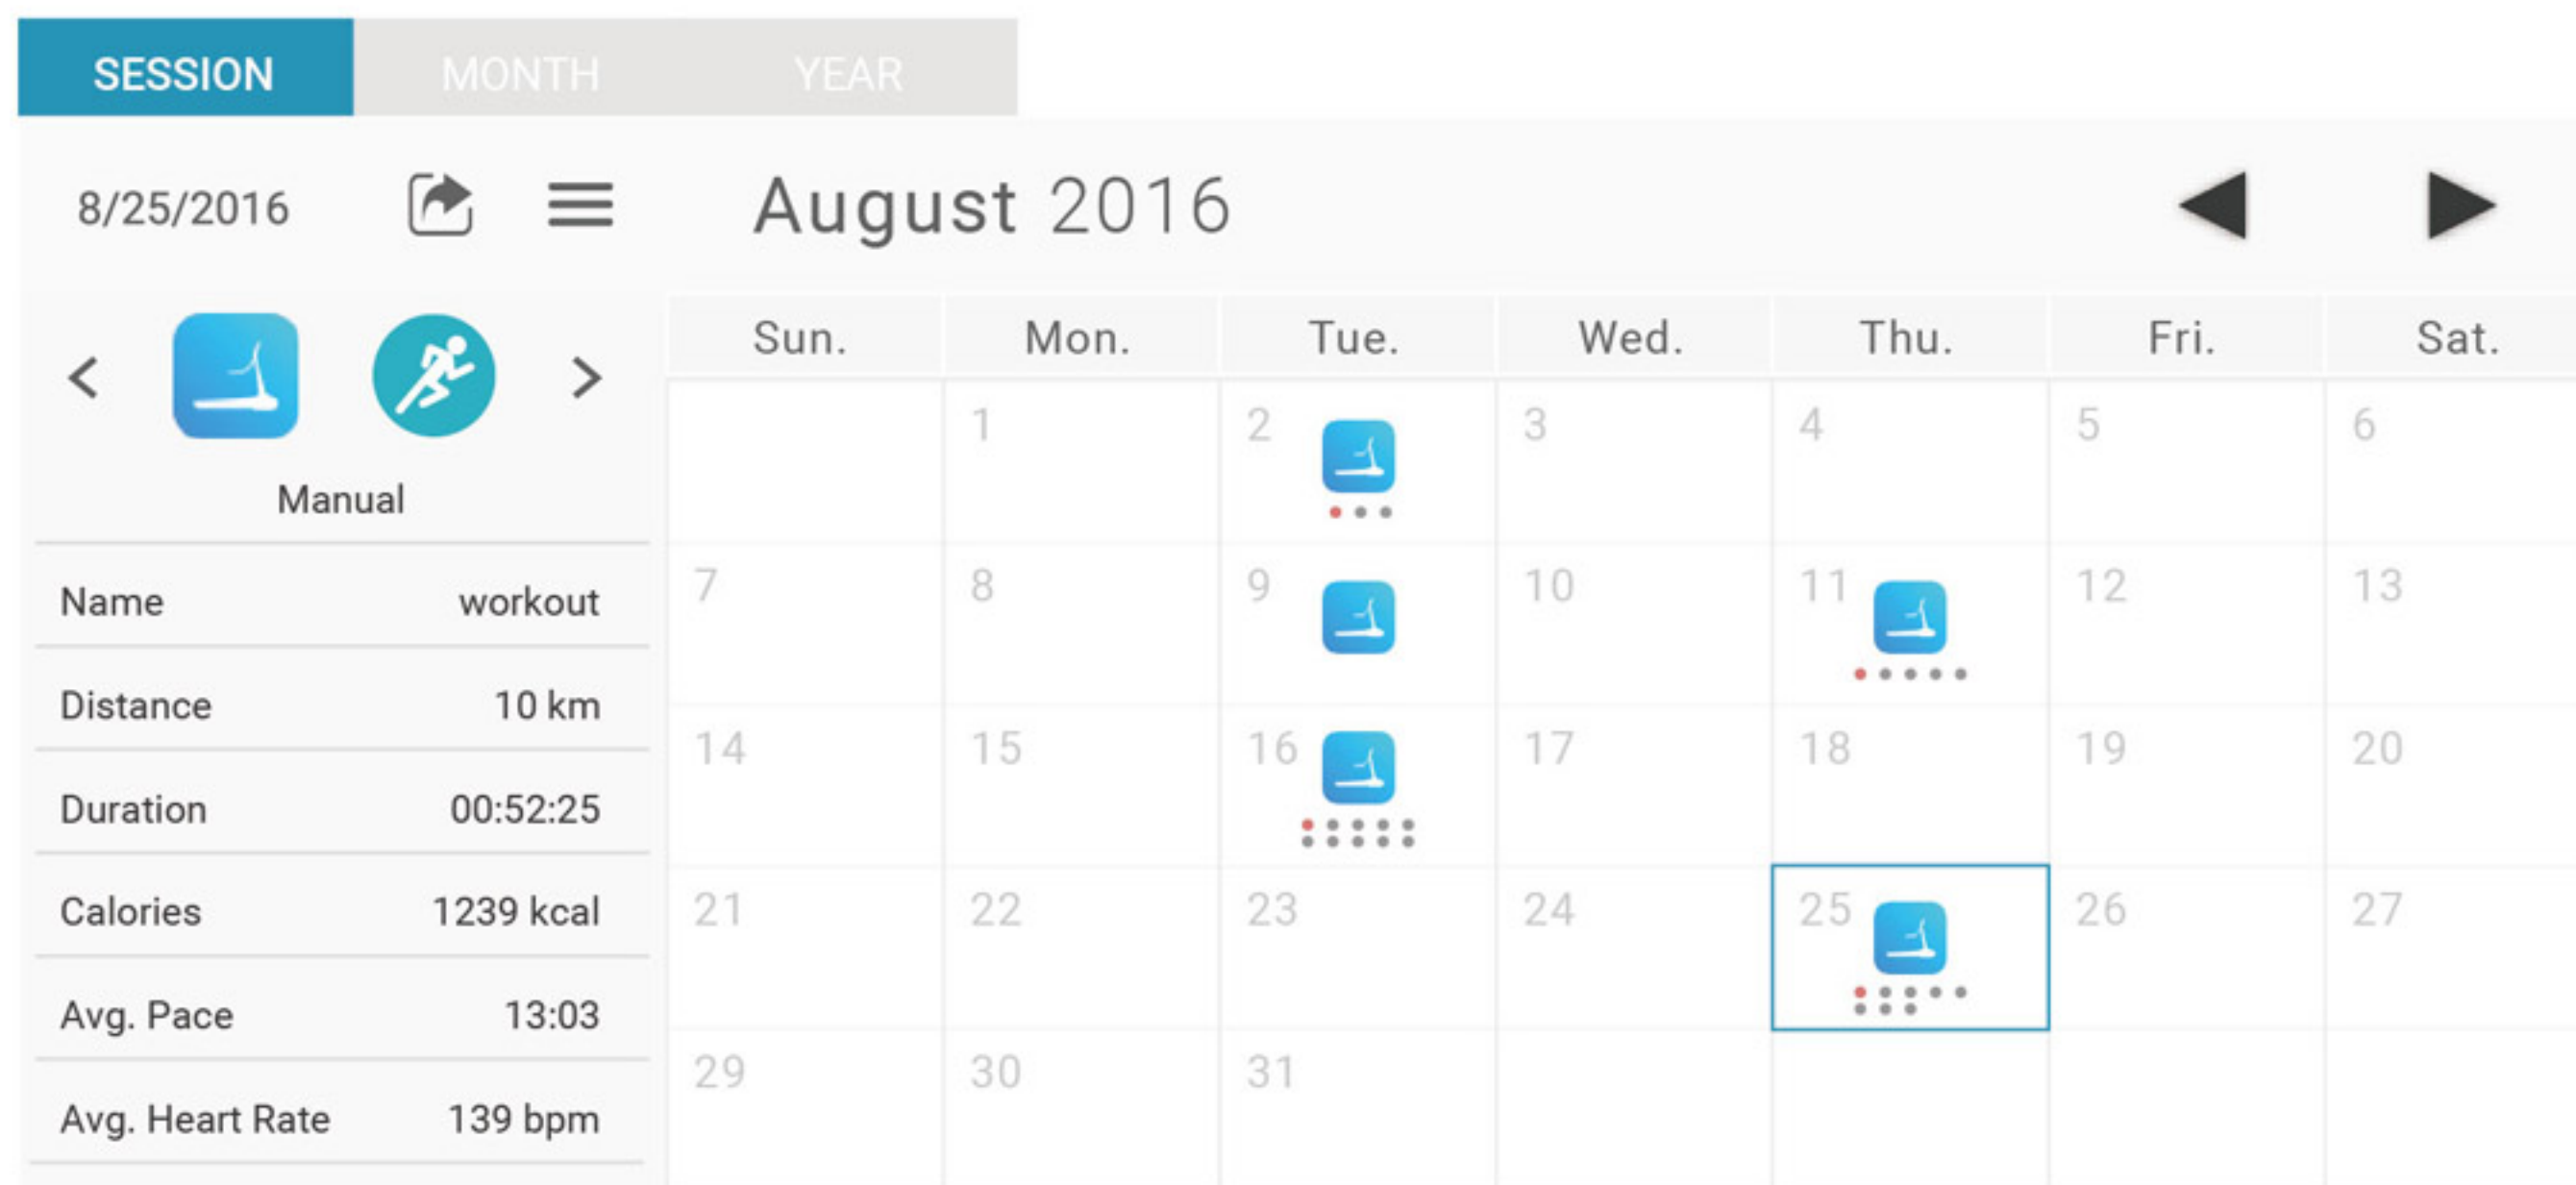 SESSION MONTH YEAR
8/25/2016
August 2016
Manual
Name workout
Distance 10 km
Duration 00:52:25
Calories 1239 kcal
Avg. Pace 13:03
Avg. Heart Rate 139 bpm
Sun. Mon. Tue. Wed. Thu. Fri. Sat.
1 2 3 4 5 6
7 8 9 10 11 12 13
14 15 16 17 18 19 20
21 22 23 24 25 26 27
29 30 31